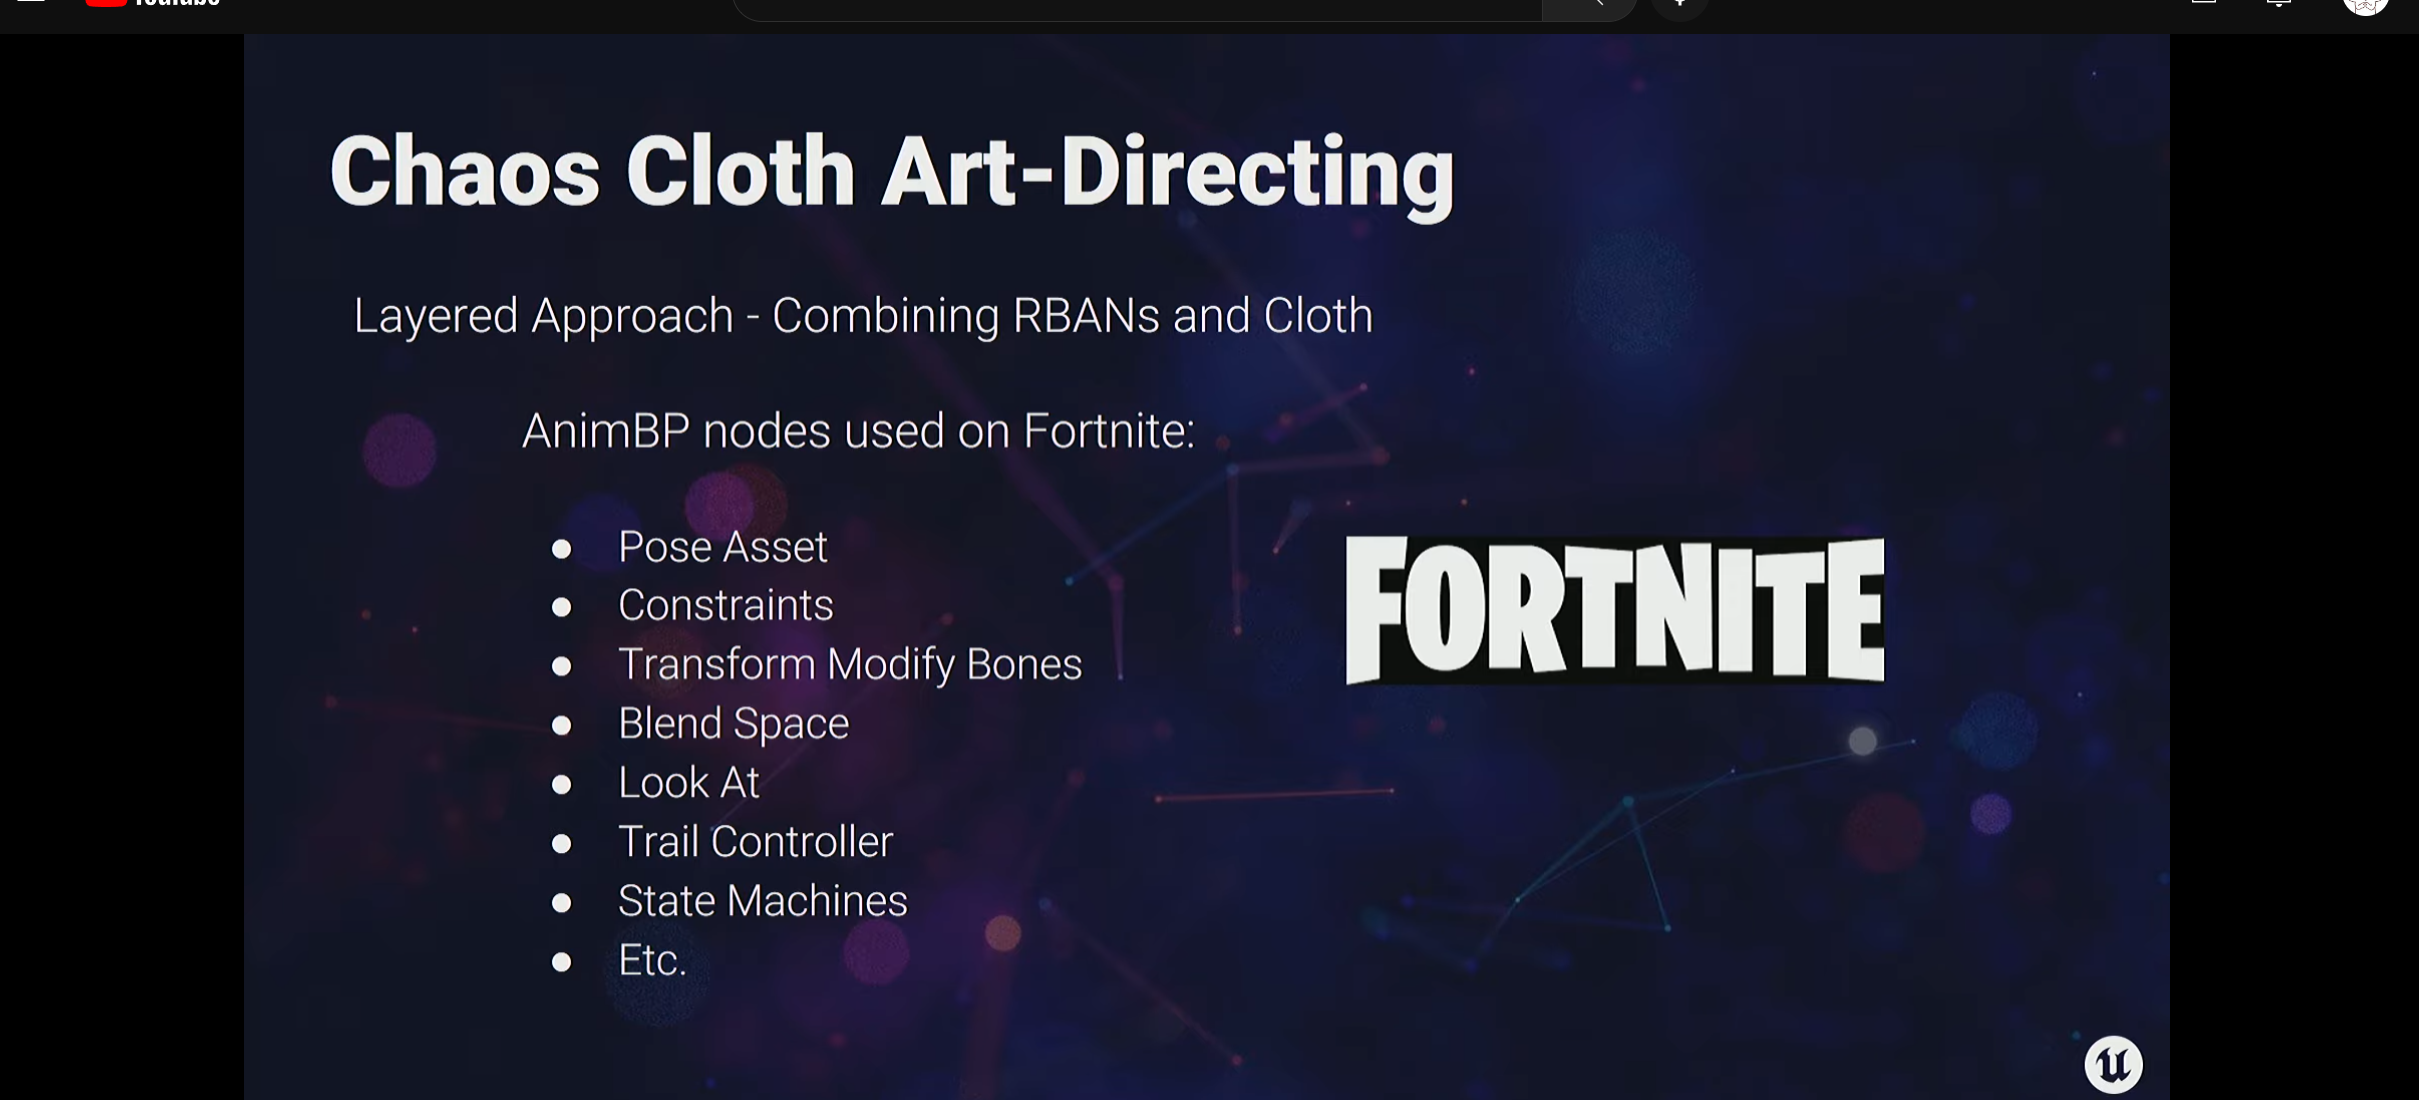 Chaos Cloth Art-Directing
Layered Approach - Combining RBANs and Cloth
AnimBP nodes used on Fortnite:
● Pose Asset
● Constraints
● Transform Modify Bones
● Blend Space
● Look At
● Trail Controller
● State Machines
● Etc.
FORTNITE